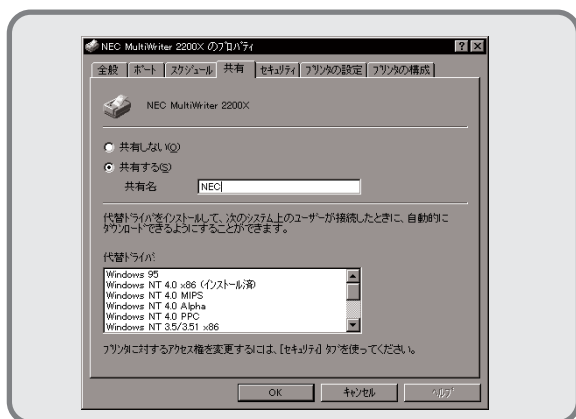 NEC MultiWriter 2200X のプロパティ
全般 ポート スケジュール 共有 セキュリティ プリンタの設定 プリンタの構成
NEC MultiWriter 2200X
共有しない(O)
共有する(S)
共有名 NEC
代替ドライバをインストールして、次のシステム上のユーザーが接続したときに、自動的に
ダウンロードできるようにすることができます。
代替ドライバ:
Windows 95
Windows NT 4.0 x86 (インストール済)
Windows NT 4.0 MIPS
Windows NT 4.0 Alpha
Windows NT 4.0 PPC
Windows NT 3.5/3.51 x86
プリンタに対するアクセス権を変更するには、[セキュリティ] タブを使ってください。
OK キャンセル ヘルプ